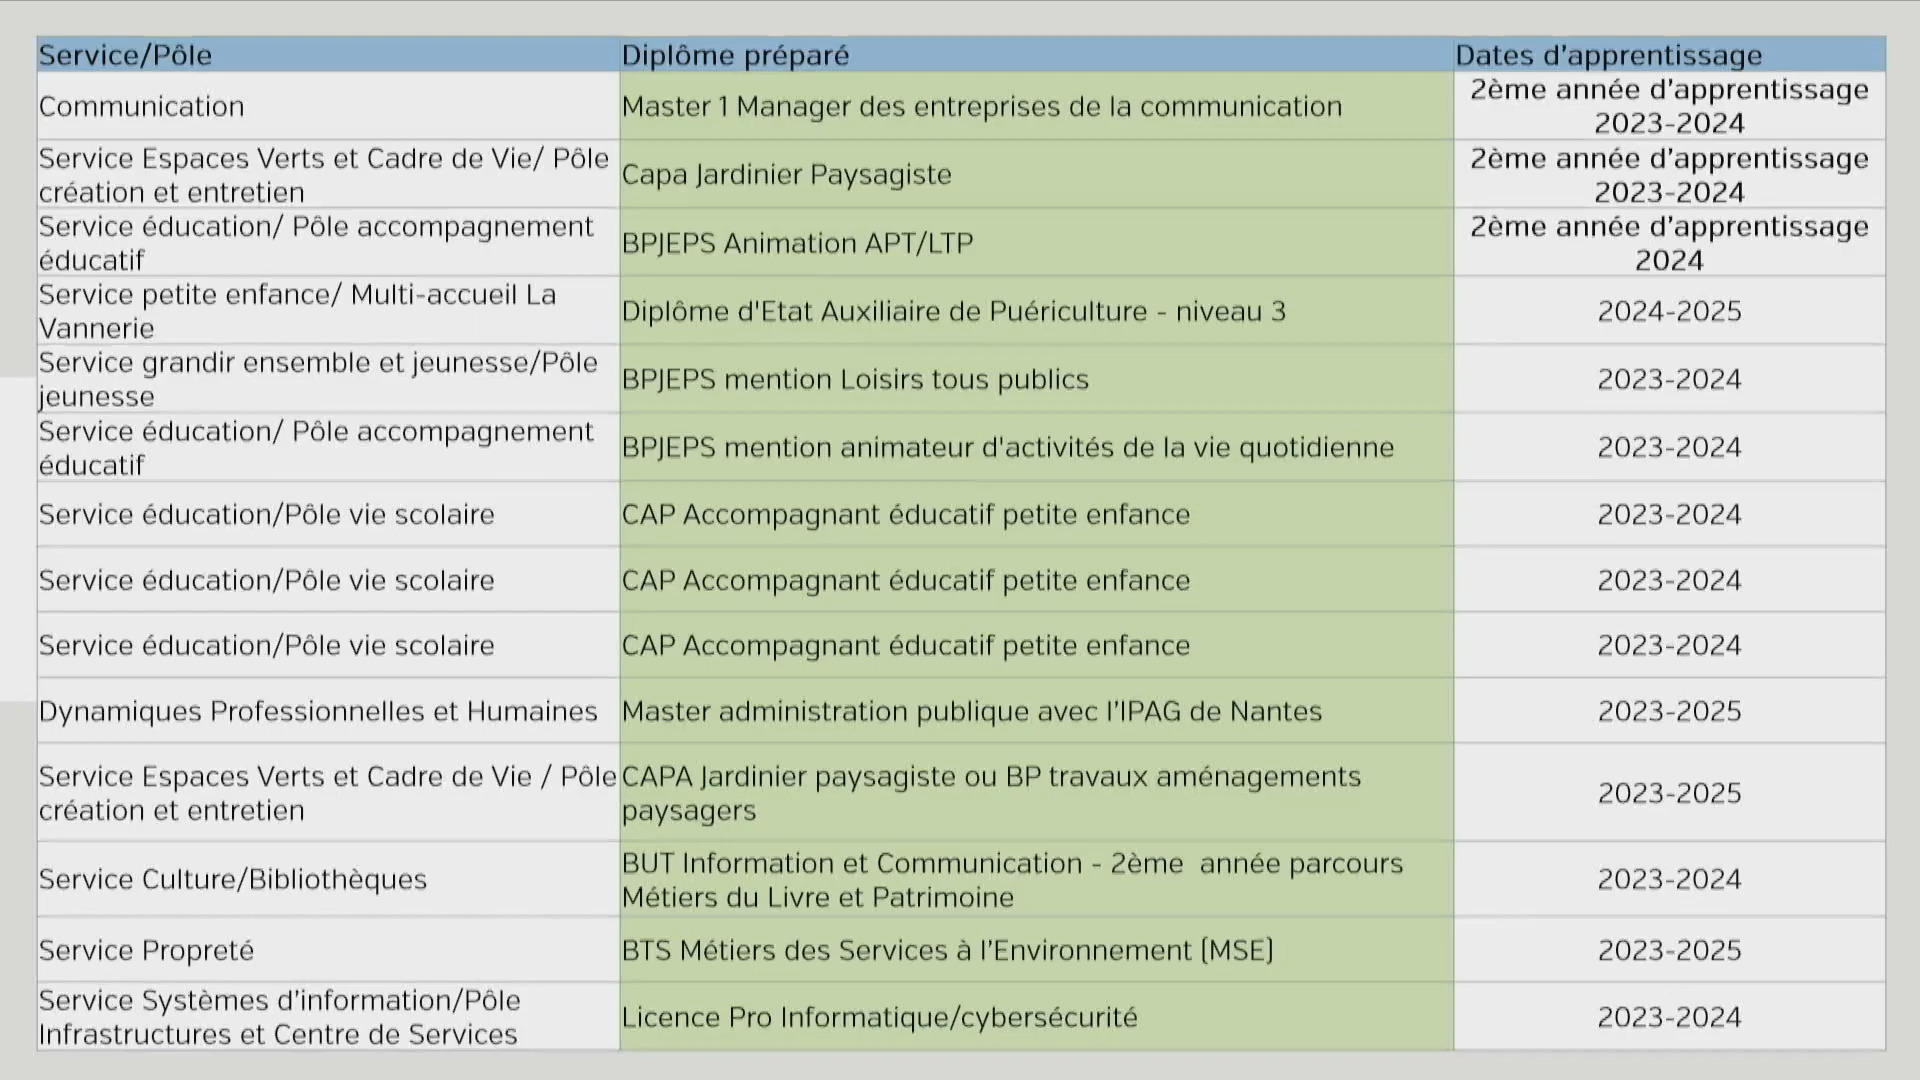 Service/Pôle
Diplôme préparé
Dates d’apprentissage
Communication
Master 1 Manager des entreprises de la communication
2ème année d’apprentissage
2023-2024
Service Espaces Verts et Cadre de Vie/ Pôle
création et entretien
Capa Jardinier Paysagiste
2ème année d’apprentissage
2023-2024
Service éducation/ Pôle accompagnement
éducatif
BPJEPS Animation APT/LTP
2ème année d’apprentissage
2024
Service petite enfance/ Multi-accueil La
Vannerie
Diplôme d'Etat Auxiliaire de Puériculture - niveau 3
2024-2025
Service grandir ensemble et jeunesse/Pôle
jeunesse
BPJEPS mention Loisirs tous publics
2023-2024
Service éducation/ Pôle accompagnement
éducatif
BPJEPS mention animateur d'activités de la vie quotidienne
2023-2024
Service éducation/Pôle vie scolaire
CAP Accompagnant éducatif petite enfance
2023-2024
Service éducation/Pôle vie scolaire
CAP Accompagnant éducatif petite enfance
2023-2024
Service éducation/Pôle vie scolaire
CAP Accompagnant éducatif petite enfance
2023-2024
Dynamiques Professionnelles et Humaines
Master administration publique avec l’IPAG de Nantes
2023-2025
Service Espaces Verts et Cadre de Vie / Pôle
création et entretien
CAPA Jardinier paysagiste ou BP travaux aménagements
paysagers
2023-2025
Service Culture/Bibliothèques
BUT Information et Communication - 2ème  année parcours
Métiers du Livre et Patrimoine
2023-2024
Service Propreté
BTS Métiers des Services à l’Environnement (MSE)
2023-2025
Service Systèmes d’information/Pôle
Infrastructures et Centre de Services
Licence Pro Informatique/cybersécurité
2023-2024